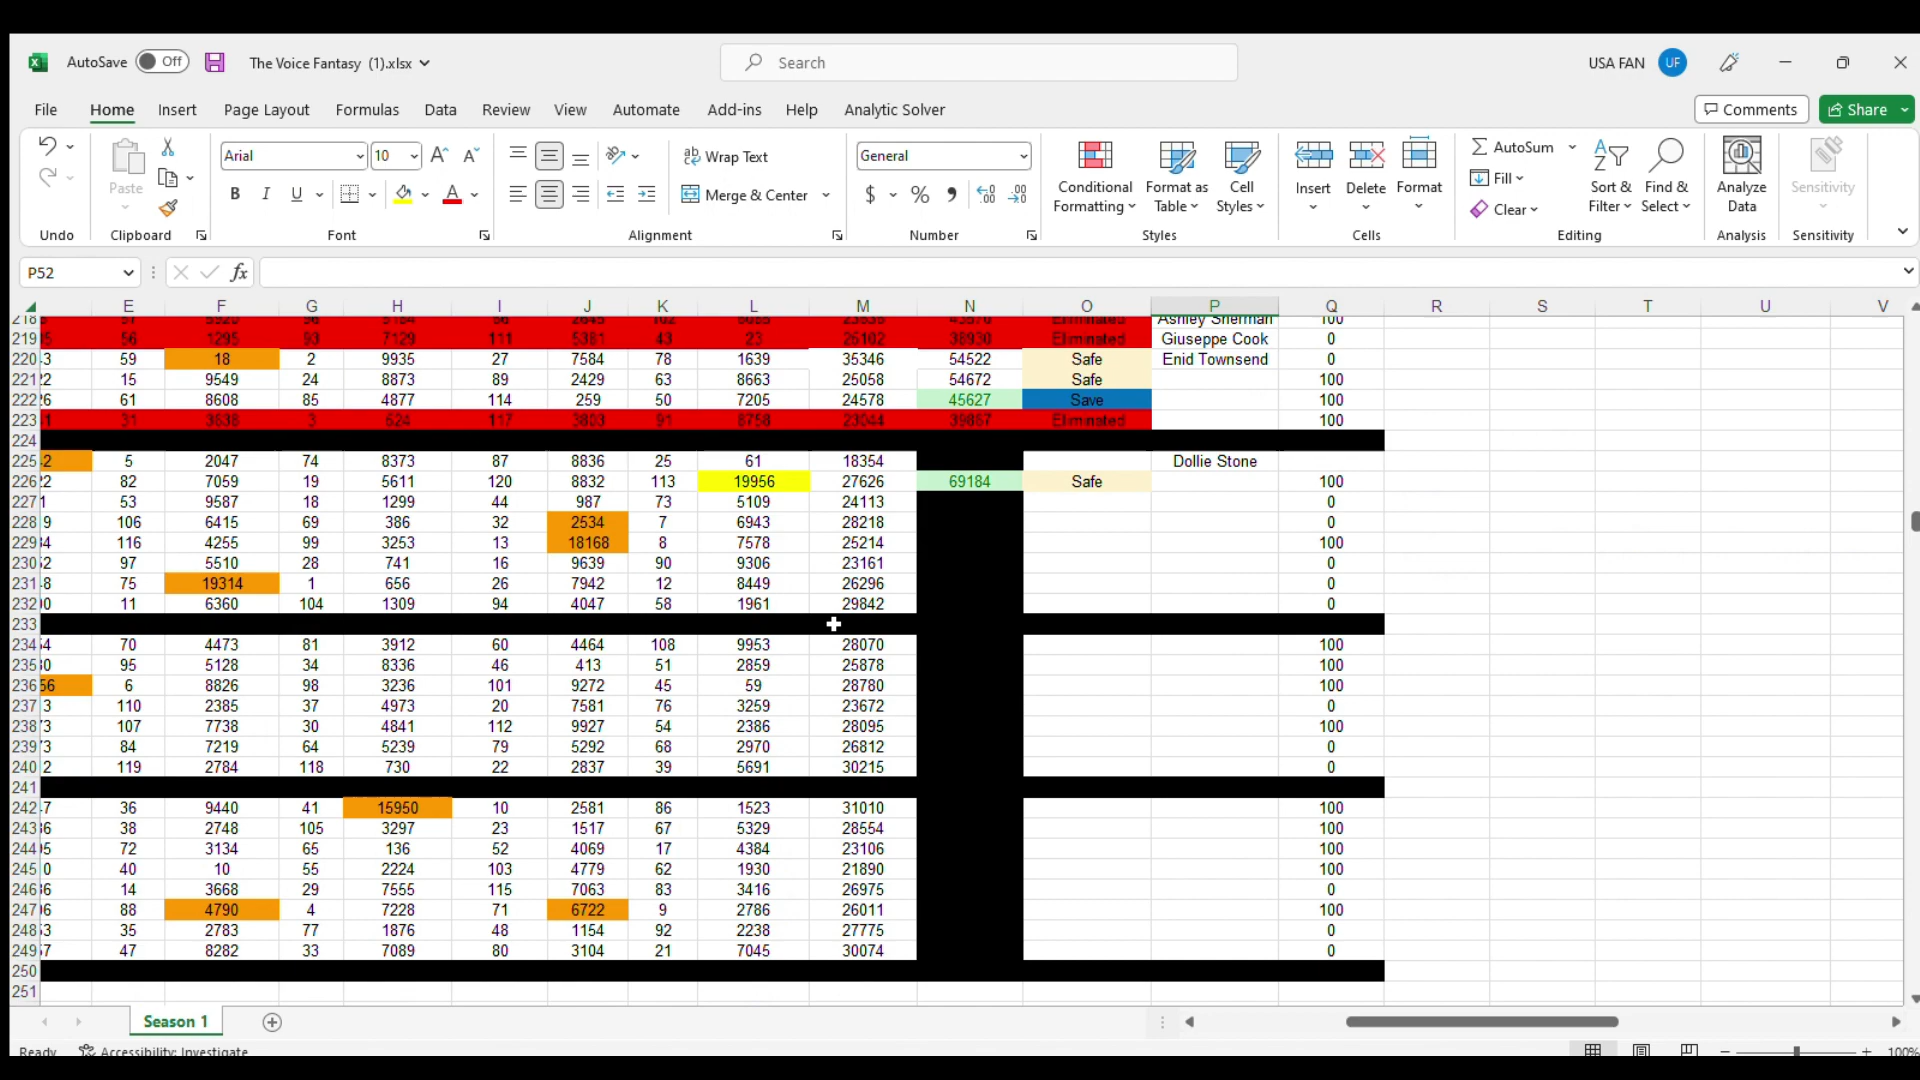 AutoSave Off The Voice Fantasy (1).xlsx Search USA FAN UF
File Home Insert Page Layout Formulas Data Review View Automate Add-ins Help Analytic Solver Comments Share
Arial 10 Wrap Text General AutoSum
Paste B I U Merge & Center $ % Conditional Formatting Format as Table Cell Styles Insert Delete Format Fill Clear Sort & Filter Find & Select Analyze Data Sensitivity
Undo Clipboard Font Alignment Number Styles Cells Editing Analysis Sensitivity
P52 fx
E F G H I J K L M N O P Q R S T U V
218 Eliminated Ashley Sherman 100
219 56 1295 93 7129 111 5381 43 23 26102 38930 Eliminated Giuseppe Cook 0
220 59 18 2 9935 27 7584 78 1639 35346 54522 Safe Enid Townsend 0
221 15 9549 24 8873 89 2429 63 8663 25058 54672 Safe 100
222 61 8608 85 4877 114 259 50 7205 24578 45627 Save 100
223 31 3638 3 624 117 3803 91 8758 23044 39867 Eliminated 100
224
225 5 2047 74 8373 87 8836 25 61 18354 Dollie Stone
226 82 7059 19 5611 120 8832 113 19956 27626 69184 Safe 100
227 53 9587 18 1299 44 987 73 5109 24113 0
228 106 6415 69 386 32 2534 7 6943 28218 0
229 116 4255 99 3253 13 18168 8 7578 25214 100
230 97 5510 28 741 16 9639 90 9306 23161 0
231 75 19314 1 656 26 7942 12 8449 26296 0
232 11 6360 104 1309 94 4047 58 1961 29842 0
233
234 70 4473 81 3912 60 4464 108 9953 28070 100
235 95 5128 34 8336 46 413 51 2859 25878 100
236 6 8826 98 3236 101 9272 45 59 28780 100
237 110 2385 37 4973 20 7581 76 3259 23672 0
238 107 7738 30 4841 112 9927 54 2386 28095 100
239 84 7219 64 5239 79 5292 68 2970 26812 0
240 119 2784 118 730 22 2837 39 5691 30215 0
241
242 36 9440 41 15950 10 2581 86 1523 31010 100
243 38 2748 105 3297 23 1517 67 5329 28554 100
244 72 3134 65 136 52 4069 17 4384 23106 100
245 40 10 55 2224 103 4779 62 1930 21890 100
246 14 3668 29 7555 115 7063 83 3416 26975 0
247 88 4790 4 7228 71 6722 9 2786 26011 100
248 35 2783 77 1876 48 1154 92 2238 27775 0
249 47 8282 33 7089 80 3104 21 7045 30074 0
250
251
Season 1
Ready Accessibility: Investigate 100%